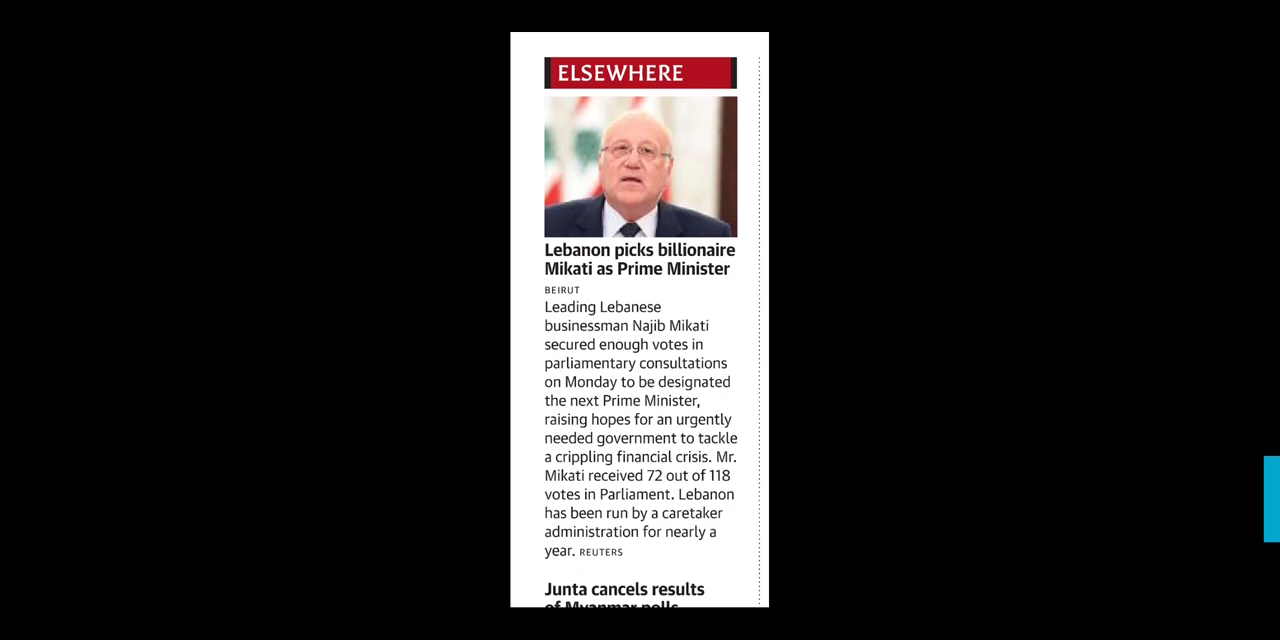 ELSEWHERE
Lebanon picks billionaire
Mikati as Prime Minister
BEIRUT
Leading Lebanese
businessman Najib Mikati
secured enough votes in
parliamentary consultations
on Monday to be designated
the next Prime Minister,
raising hopes for an urgently
needed government to tackle
a crippling financial crisis. Mr.
Mikati received 72 out of 118
votes in Parliament. Lebanon
has been run by a caretaker
administration for nearly a
year. REUTERS
Junta cancels results
of Myanmar polls